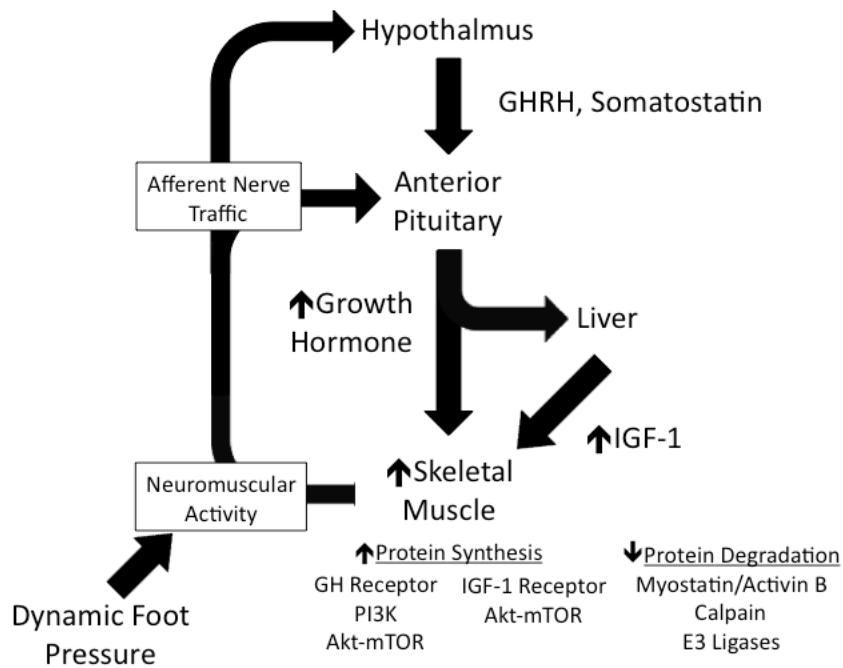 Hypothalmus
GHRH, Somatostatin
Afferent Nerve
Traffic
Anterior
Pituitary
↑Growth
Hormone
Liver
↑IGF-1
↑Skeletal
Muscle
Neuromuscular
Activity
Dynamic Foot
Pressure
↑Protein Synthesis
GH Receptor
PI3K
Akt-mTOR
IGF-1 Receptor
Akt-mTOR
↓Protein Degradation
Myostatin/Activin B
Calpain
E3 Ligases